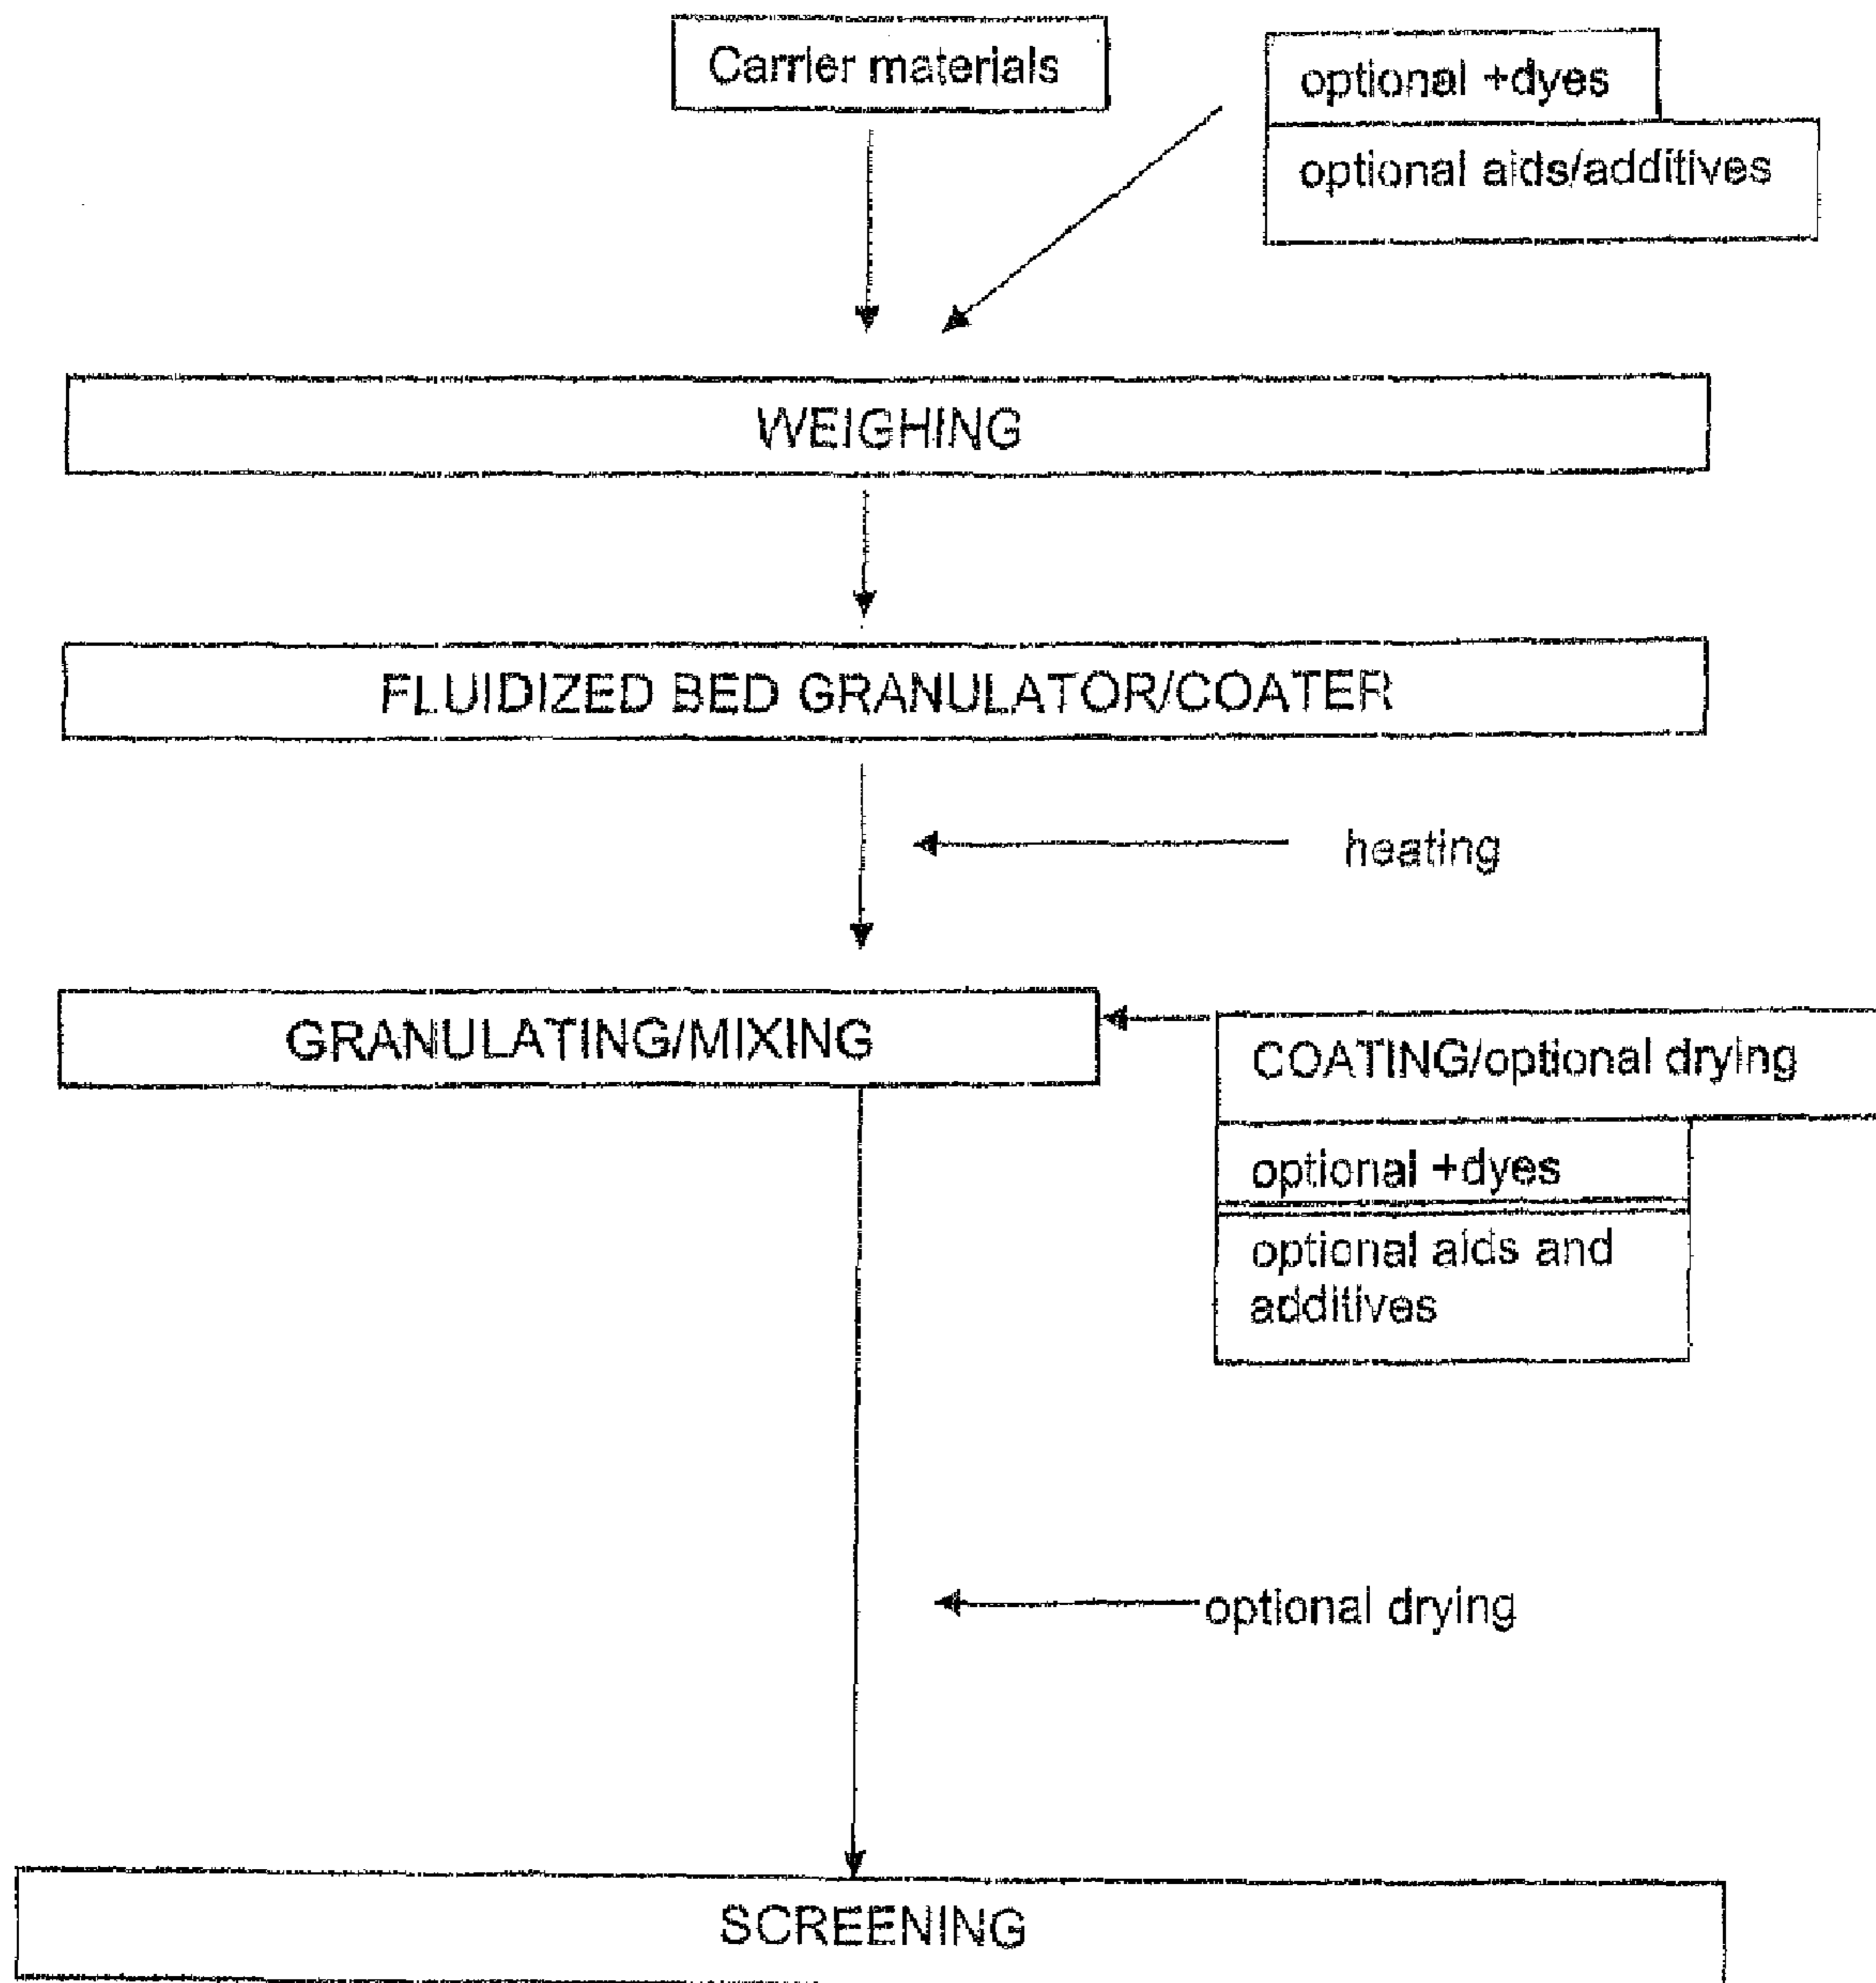 Carrier materials
optional +dyes
optional aids/additives
WEIGHING
FLUIDIZED BED GRANULATOR/COATER
heating
GRANULATING/MIXING
COATING/optional drying
optional +dyes
optional aids and
additives
optional drying
SCREENING